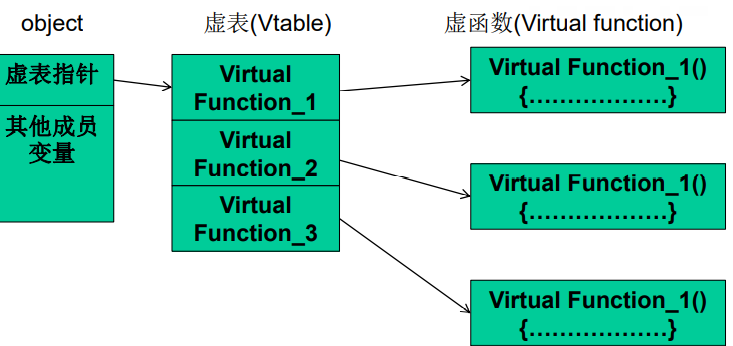 object
虚表(Vtable)
虚函数(Virtual function)
虚表指针
其他成员
变量
Virtual
Function_1
Virtual
Function_2
Virtual
Function_3
Virtual Function_1()
{………………}
Virtual Function_1()
{………………}
Virtual Function_1()
{………………}